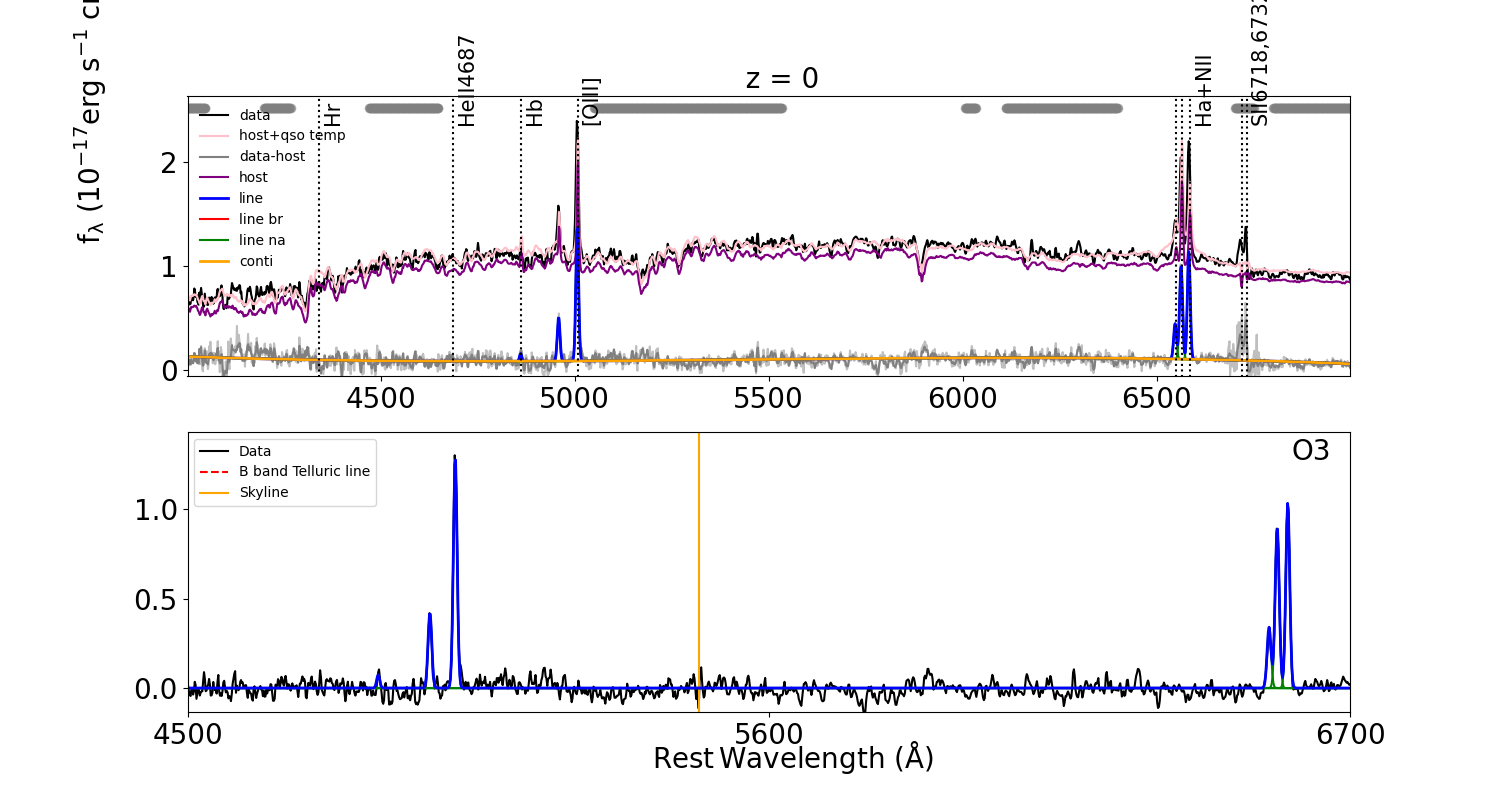 z = 0
f_λ (10^−17 erg s^−1
Hr
HeII4687
Hb
[OIII]
Ha+NII
SII6718,673
data
host+qso temp
data-host
host
line
line br
line na
conti
2
1
0
4500
5000
5500
6000
6500
Data
B band Telluric line
Skyline
O3
1.0
0.5
0.0
4500
5600
6700
Rest Wavelength (Å)